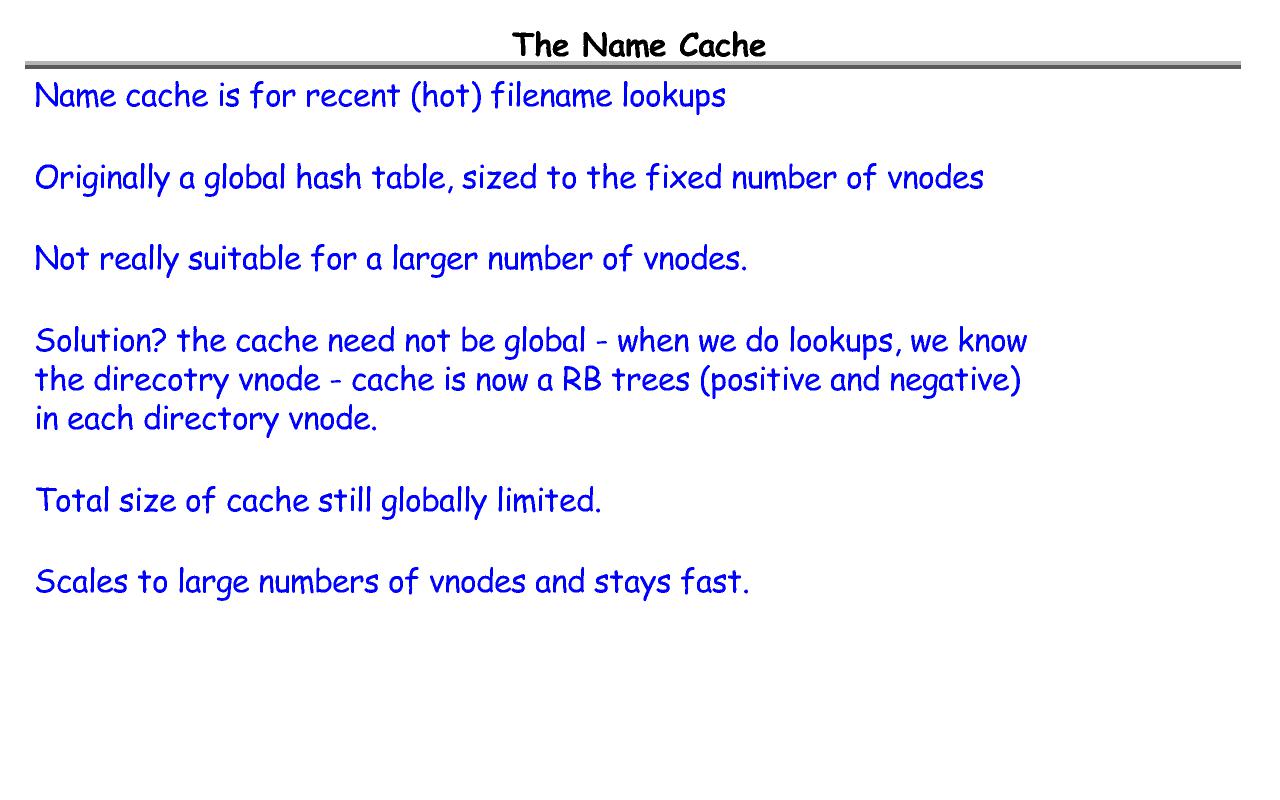 The Name Cache
Name cache is for recent (hot) filename lookups
Originally a global hash table, sized to the fixed number of vnodes
Not really suitable for a larger number of vnodes.
Solution? the cache need not be global - when we do lookups, we know
the direcotry vnode - cache is now a RB trees (positive and negative)
in each directory vnode.
Total size of cache still globally limited.
Scales to large numbers of vnodes and stays fast.